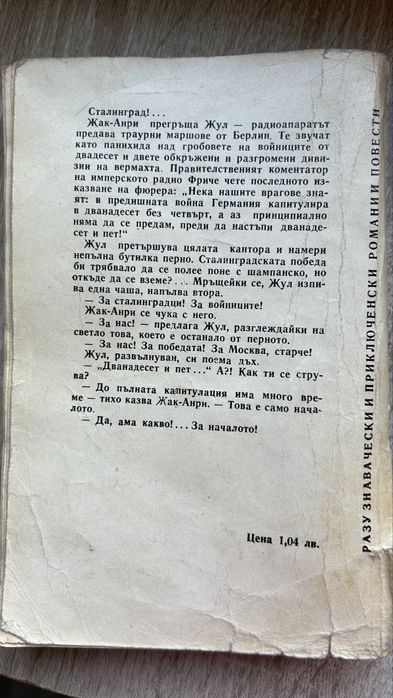 Сталинград!...
Жак-Анри прегръща Жул — радиоапаратът
предава траурни маршове от Берлин. Те звучат
като панихида над гробовете на войниците от
двадесет и двете обкръжени и разгромени диви-
зии на вермахта. Правителственият коментатор
на имперското радио Фриче чете последното из-
казване на фюрера: „Нека нашите врагове зна-
ят: в предишната война Германия капитулира
в дванадесет без четвърт, а аз принципиално
няма да се предам, преди да настъпи дванаде-
сет и пет!“
Жул претършува цялата кантора и намери
непълна бутилка перно. Сталинградската победа
би трябвало да се полее поне с шампанско, но
откъде да се вземе?... Мръщейки се, Жул изпи-
ва една чаша, напълва втора.
— За сталинградци! За войниците!
Жак-Анри се чука с него.
— За нас! — предлага Жул, разглеждайки на
светло това, което е останало от перното.
— За нас! За победата! За Москва, старче!
Жул, развълнуван, си поема дъх.
— „Дванадесет и пет...“ А?! Как ти се стру-
ва?
— До пълната капитулация има много вре-
ме — тихо казва Жак-Анри. — Това е само нача-
лото.
— Да, ама какво!... За началото!
Цена 1,04 лв.
РАЗУЗНАВАЧЕСКИ И ПРИКЛЮЧЕНСКИ РОМАНИ И ПОВЕСТИ